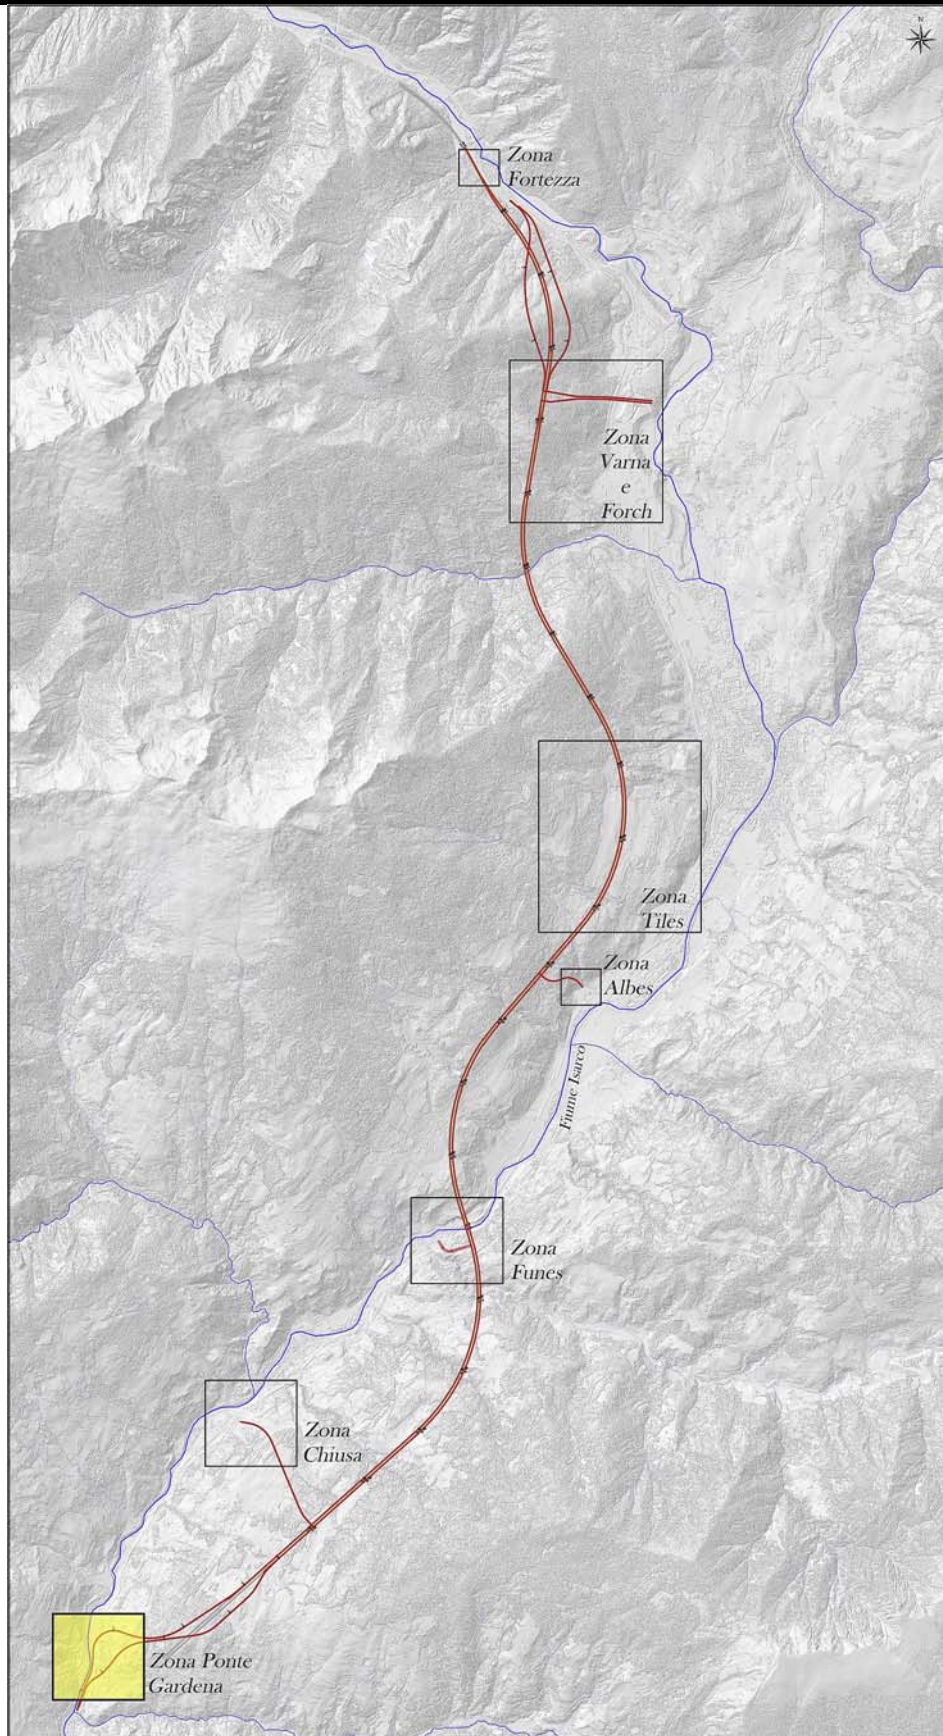 N
Zona
Fortezza
Zona
Varna
e
Forch
Zona
Tiles
Zona
Albes
Fiume Isarco
Zona
Funes
Zona
Chiusa
Zona Ponte
Gardena